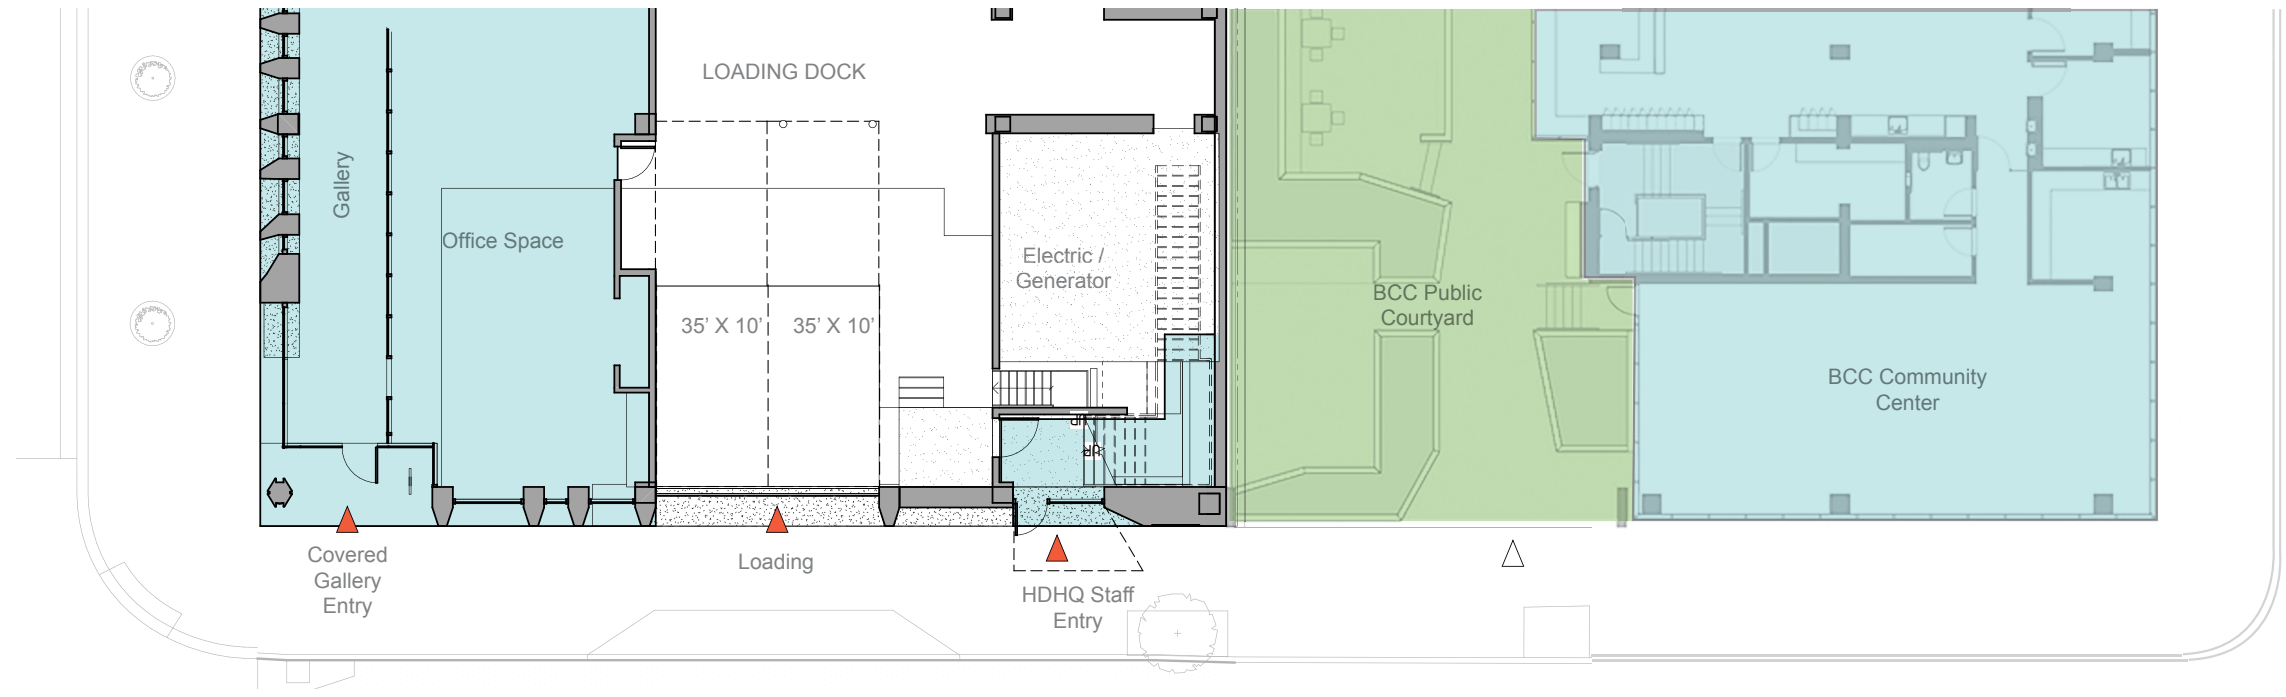 LOADING DOCK
Gallery
Office Space
Electric /
Generator
35’ X 10’
35’ X 10’
BCC Public
Courtyard
BCC Community
Center
Covered
Gallery
Entry
Loading
HDHQ Staff
Entry